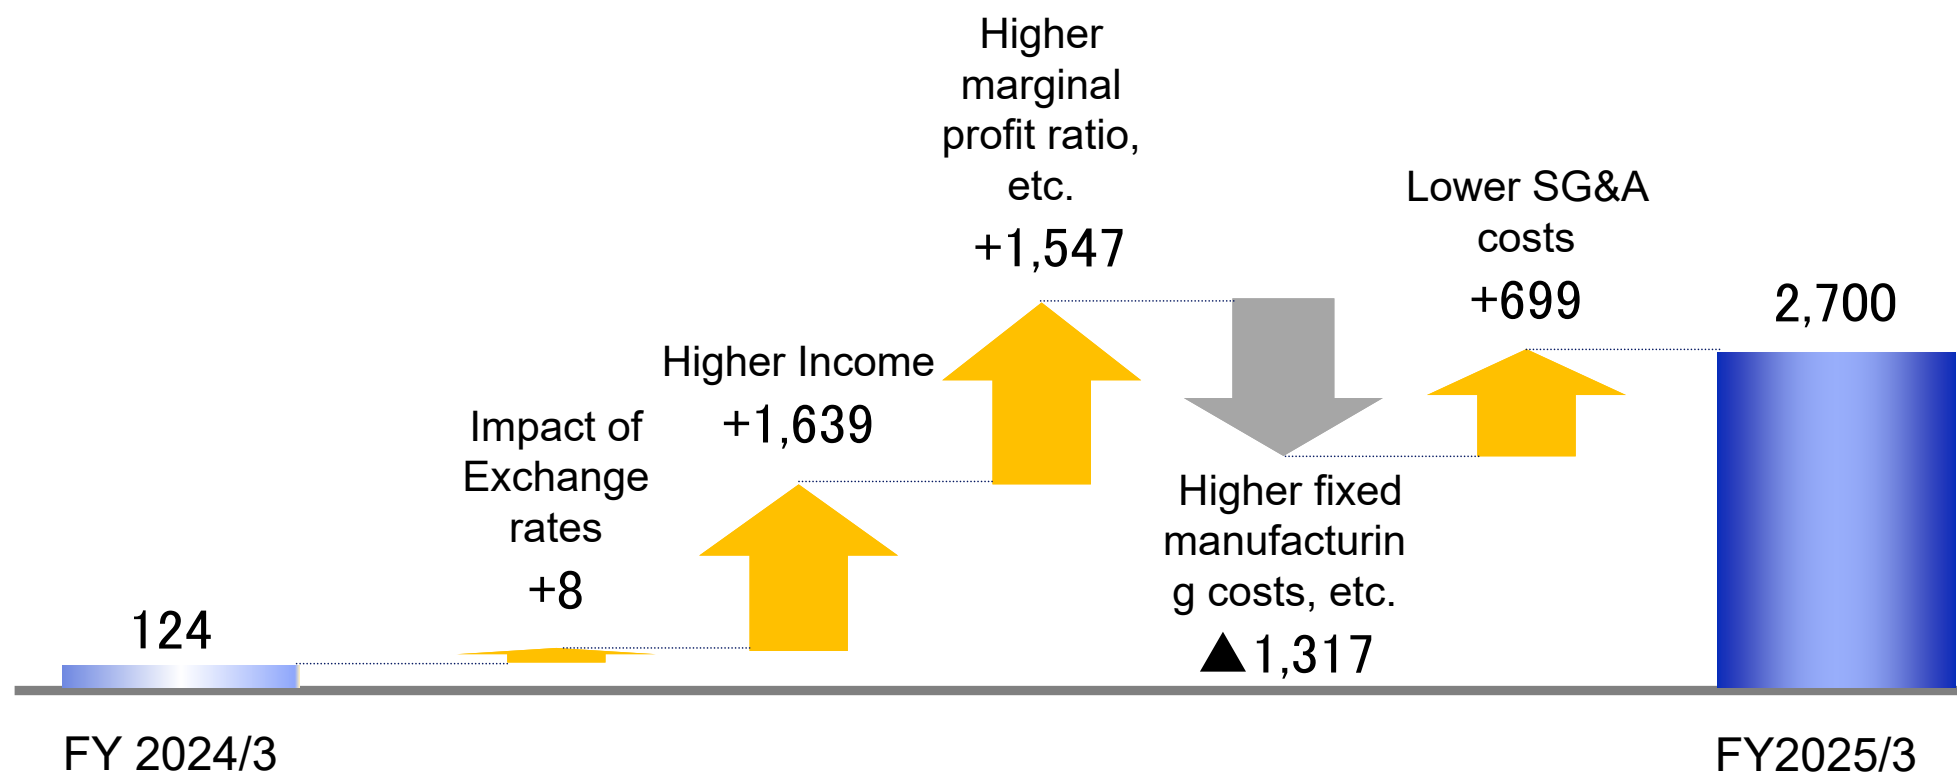 124
FY 2024/3
Impact of
Exchange
rates
+8
Higher Income
+1,639
Higher
marginal
profit ratio,
etc.
+1,547
Higher fixed
manufacturin
g costs, etc.
▲1,317
Lower SG&A
costs
+699
2,700
FY2025/3